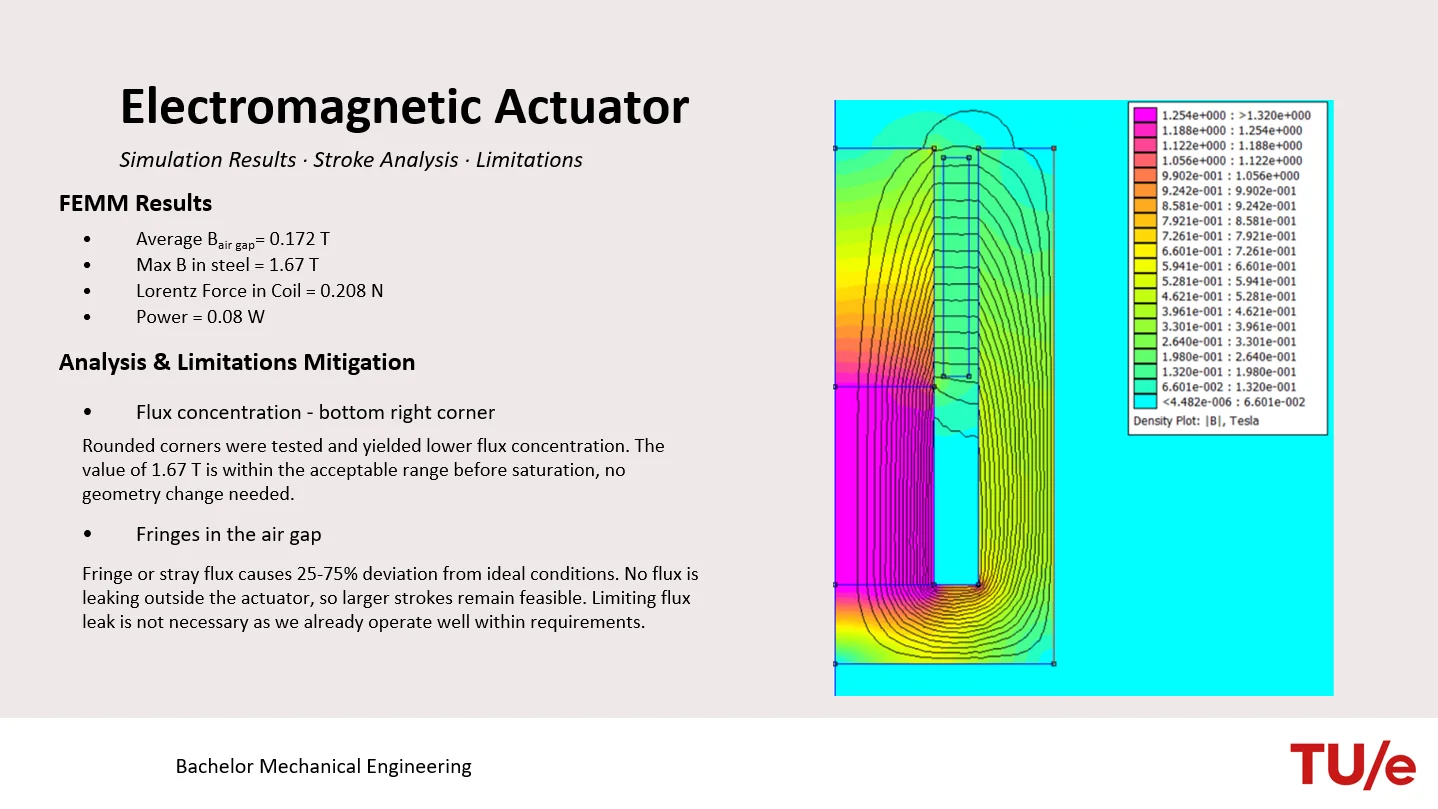 Electromagnetic Actuator
Simulation Results · Stroke Analysis · Limitations
FEMM Results
• Average Bair gap= 0.172 T
• Max B in steel = 1.67 T
• Lorentz Force in Coil = 0.208 N
• Power = 0.08 W
Analysis & Limitations Mitigation
• Flux concentration - bottom right corner
Rounded corners were tested and yielded lower flux concentration. The
value of 1.67 T is within the acceptable range before saturation, no
geometry change needed.
• Fringes in the air gap
Fringe or stray flux causes 25-75% deviation from ideal conditions. No flux is
leaking outside the actuator, so larger strokes remain feasible. Limiting flux
leak is not necessary as we already operate well within requirements.
1.254e+000 : >1.320e+000
1.188e+000 : 1.254e+000
1.122e+000 : 1.188e+000
1.056e+000 : 1.122e+000
9.902e-001 : 1.056e+000
9.242e-001 : 9.902e-001
8.581e-001 : 9.242e-001
7.921e-001 : 8.581e-001
7.261e-001 : 7.921e-001
6.601e-001 : 7.261e-001
5.941e-001 : 6.601e-001
5.281e-001 : 5.941e-001
4.621e-001 : 5.281e-001
3.961e-001 : 4.621e-001
3.301e-001 : 3.961e-001
2.640e-001 : 3.301e-001
1.980e-001 : 2.640e-001
1.320e-001 : 1.980e-001
6.601e-002 : 1.320e-001
<4.482e-006 : 6.601e-002
Density Plot: |B|, Tesla
Bachelor Mechanical Engineering
TU/e